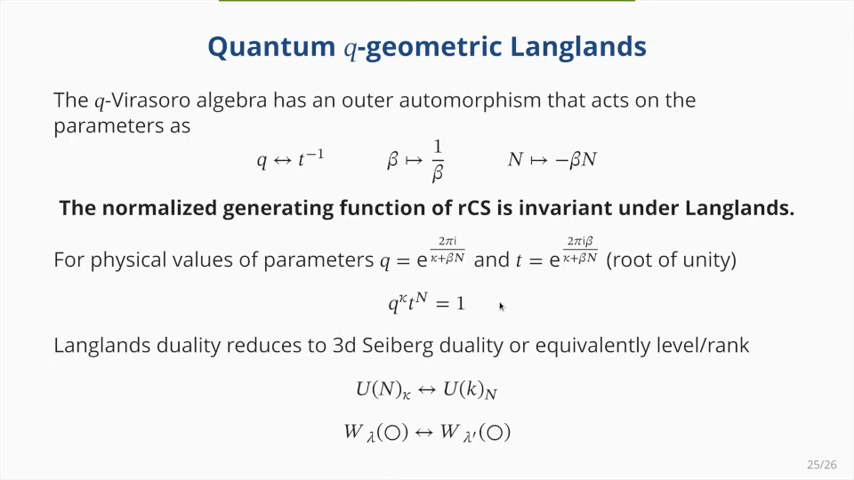 Quantum q-geometric Langlands
The q-Virasoro algebra has an outer automorphism that acts on the
parameters as
q ↔ t⁻¹ β ↦ 1/β N ↦ −βN
The normalized generating function of rCS is invariant under Langlands.
For physical values of parameters q = e^{2πi/(κ+βN)} and t = e^{2πiβ/(κ+βN)} (root of unity)
q^κ t^N = 1
Langlands duality reduces to 3d Seiberg duality or equivalently level/rank
U(N)_κ ↔ U(k)_N
W_λ(○) ↔ W_λ′(○)
25/26